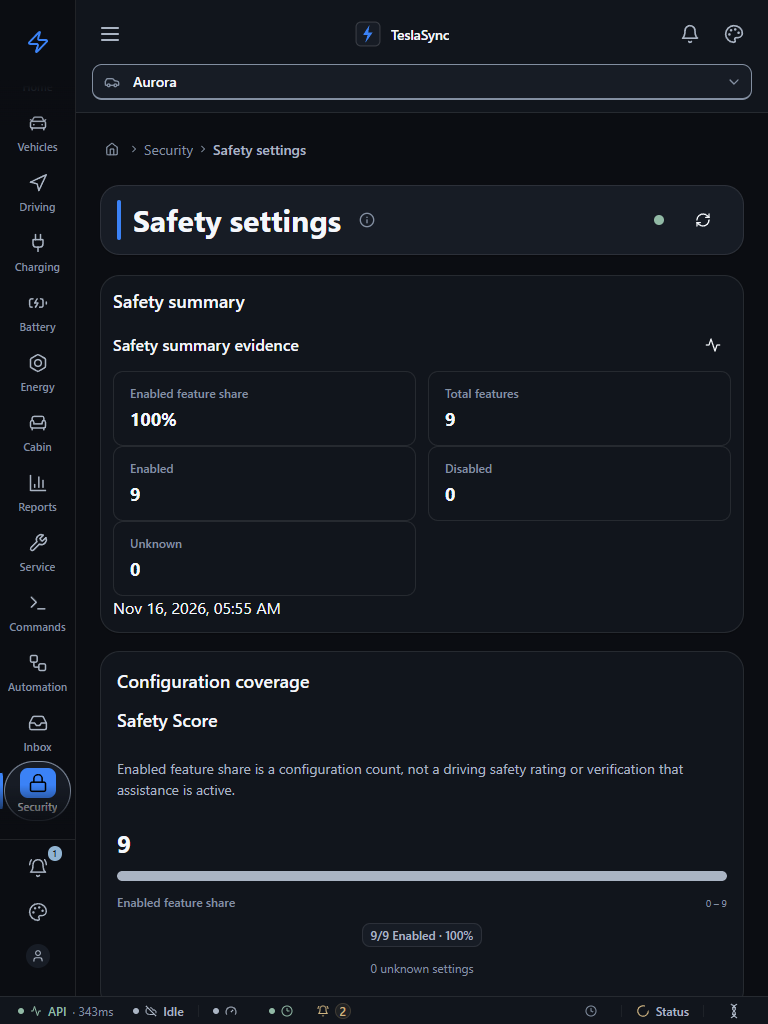 TeslaSync
Aurora
Vehicles
Driving
Charging
Battery
Energy
Cabin
Reports
Service
Commands
Automation
Inbox
Security
1
Security
Safety settings
Safety settings
Safety summary
Safety summary evidence
Enabled feature share
100%
Total features
9
Enabled
9
Disabled
0
Unknown
0
Nov 16, 2026, 05:55 AM
Configuration coverage
Safety Score
Enabled feature share is a configuration count, not a driving safety rating or verification that
assistance is active.
9
Enabled feature share
0 – 9
9/9 Enabled · 100%
0 unknown settings
API · 343ms
Idle
2
Status